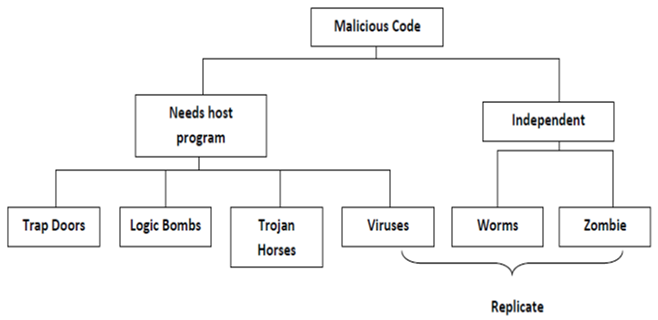 Malicious Code
Needs host
program
Independent
Trap Doors
Logic Bombs
Trojan
Horses
Viruses
Worms
Zombie
Replicate